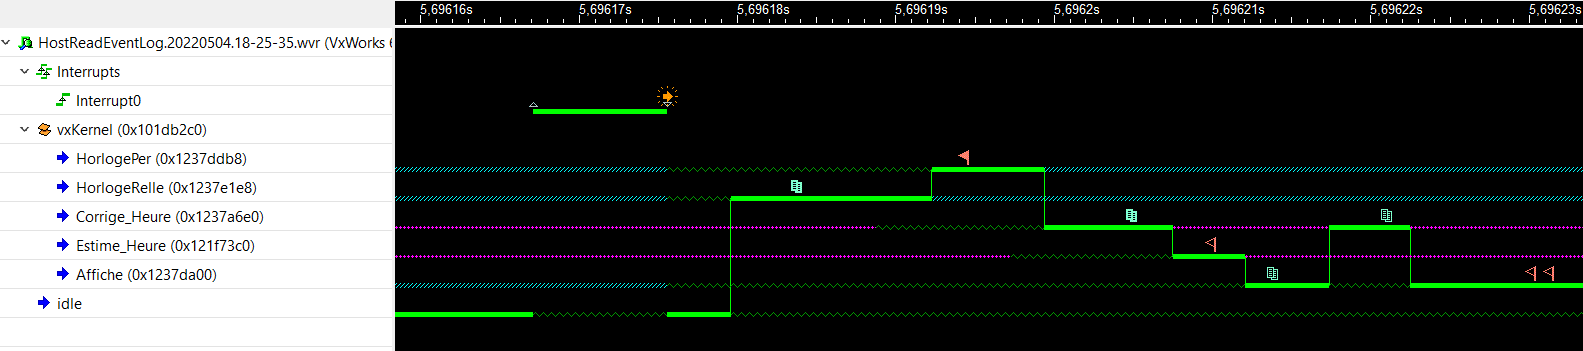 5,69616s 5,69617s 5,69618s 5,69619s 5,6962s 5,69621s 5,69622s 5,69623s
HostReadEventLog.20220504.18-25-35.wvr (VxWorks 6
Interrupts
Interrupt0
vxKernel (0x101db2c0)
HorlogePer (0x1237ddb8)
HorlogeRelle (0x1237e1e8)
Corrige_Heure (0x1237a6e0)
Estime_Heure (0x121f73c0)
Affiche (0x1237da00)
idle